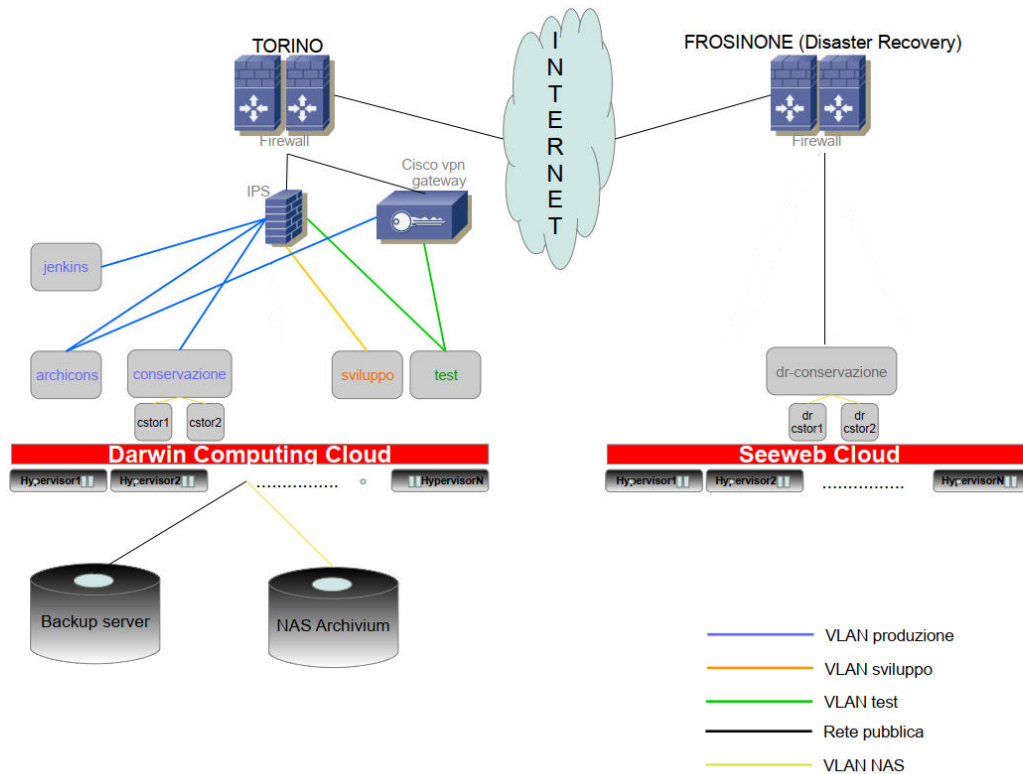 TORINO
FROSINONE (Disaster Recovery)
INTERNET
Firewall
Firewall
Cisco vpn
gateway
IPS
jenkins
archicons
conservazione
sviluppo
test
dr-conservazione
cstor1
cstor2
dr
cstor1
dr
cstor2
Darwin Computing Cloud
Seeweb Cloud
Hypervisor1
Hypervisor2
................
HypervisorN
Hypervisor1
Hypervisor2
................
HypervisorN
Backup server
NAS Archivium
VLAN produzione
VLAN sviluppo
VLAN test
Rete pubblica
VLAN NAS